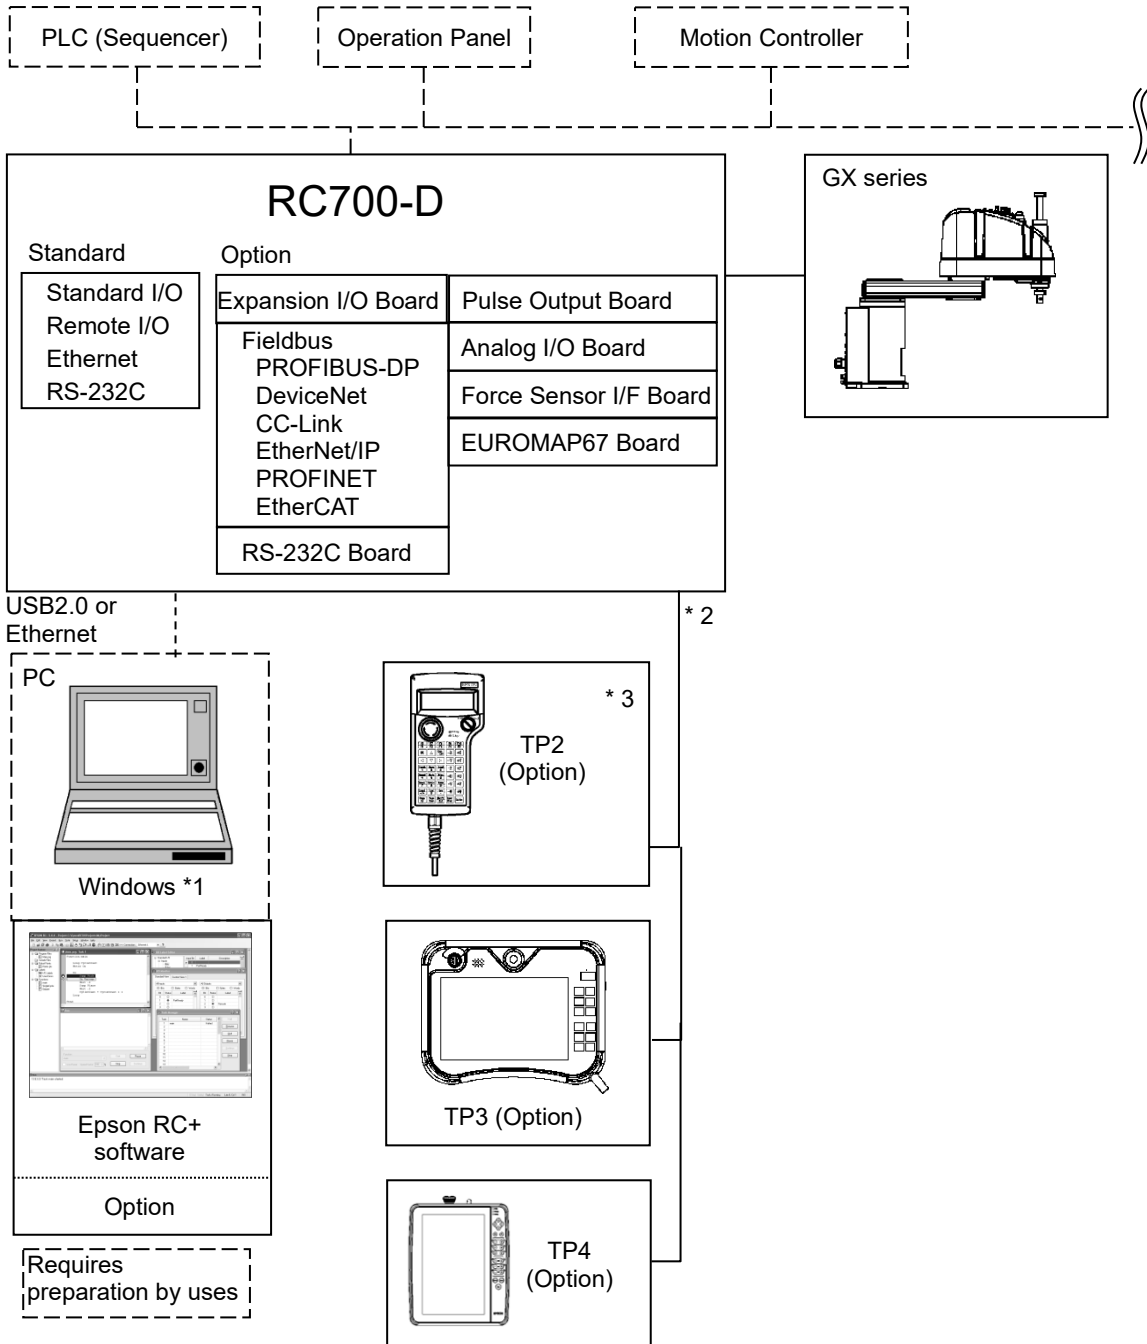 PLC (Sequencer)
Operation Panel
Motion Controller
RC700-D
GX series
Standard
Standard I/O
Remote I/O
Ethernet
RS-232C
Option
Expansion I/O Board
Fieldbus
PROFIBUS-DP
DeviceNet
CC-Link
EtherNet/IP
PROFINET
EtherCAT
RS-232C Board
Pulse Output Board
Analog I/O Board
Force Sensor I/F Board
EUROMAP67 Board
USB2.0 or
Ethernet
* 2
PC
Windows *1
* 3
TP2
(Option)
Epson RC+
software
Option
TP3 (Option)
TP4
(Option)
Requires
preparation by uses